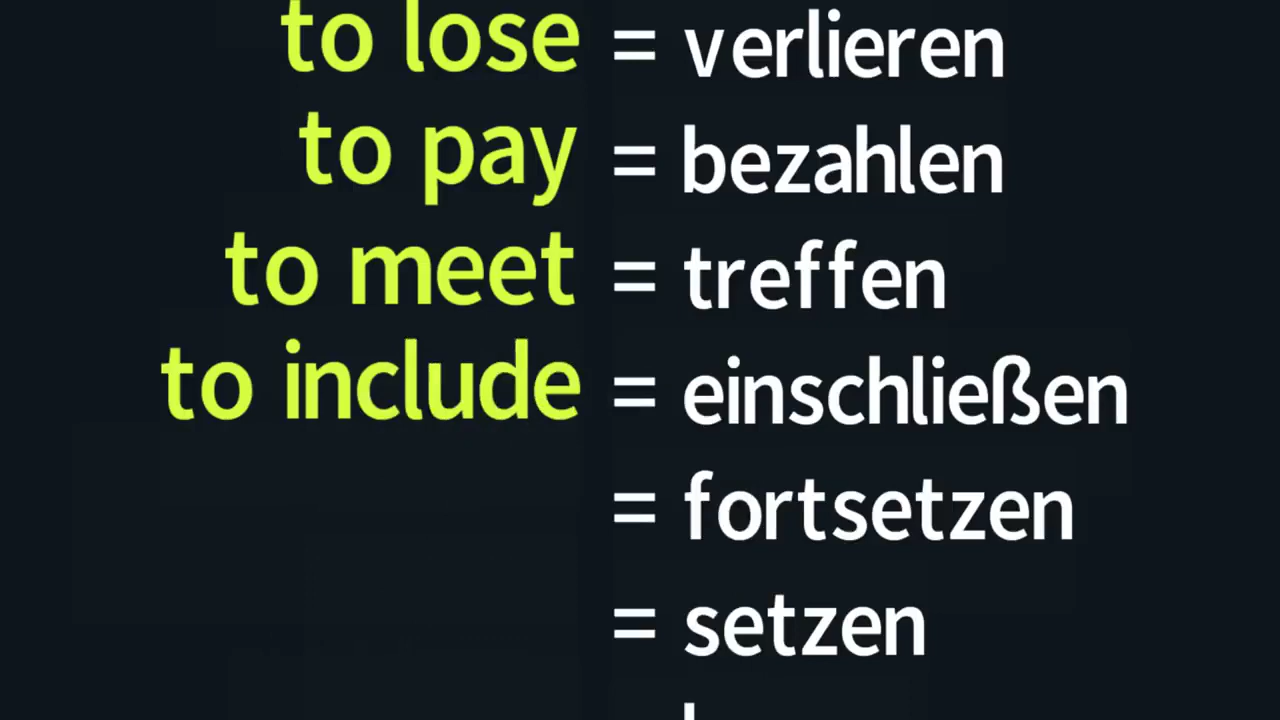 to lose = verlieren
to pay = bezahlen
to meet = treffen
to include = einschließen
= fortsetzen
= setzen